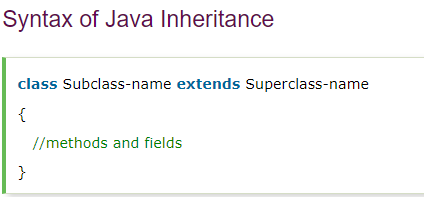 Syntax of Java Inheritance
class Subclass-name extends Superclass-name
{
//methods and fields
}